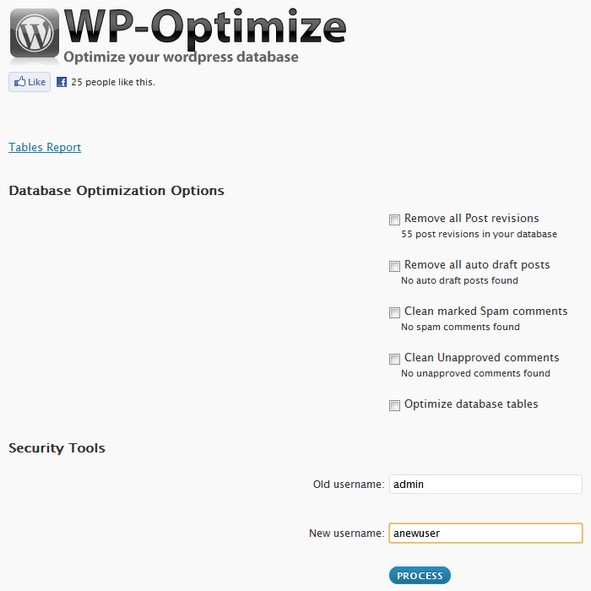 WP-Optimize
Optimize your wordpress database
Like
25 people like this.
Tables Report
Database Optimization Options
Remove all Post revisions
55 post revisions in your database
Remove all auto draft posts
No auto draft posts found
Clean marked Spam comments
No spam comments found
Clean Unapproved comments
No unapproved comments found
Optimize database tables
Security Tools
Old username: admin
New username: anewuser
PROCESS